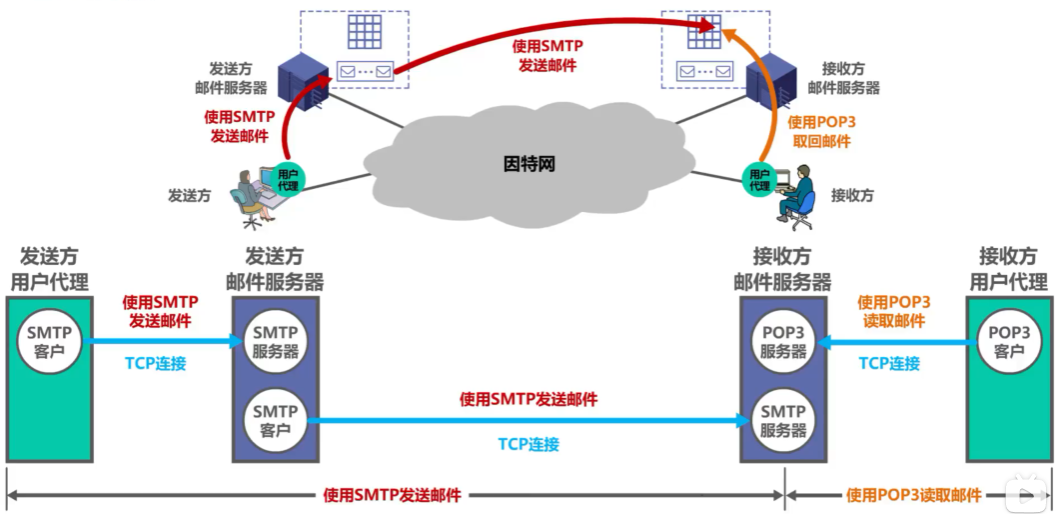 使用SMTP
发送邮件
发送方
邮件服务器
接收方
邮件服务器
使用SMTP
发送邮件
使用POP3
取回邮件
因特网
发送方
用户
代理
用户
代理
接收方
发送方
用户代理
发送方
邮件服务器
接收方
邮件服务器
接收方
用户代理
SMTP
客户
使用SMTP
发送邮件
TCP连接
SMTP
服务器
POP3
服务器
使用POP3
读取邮件
TCP连接
POP3
客户
SMTP
客户
使用SMTP发送邮件
TCP连接
SMTP
服务器
使用SMTP发送邮件
使用POP3读取邮件